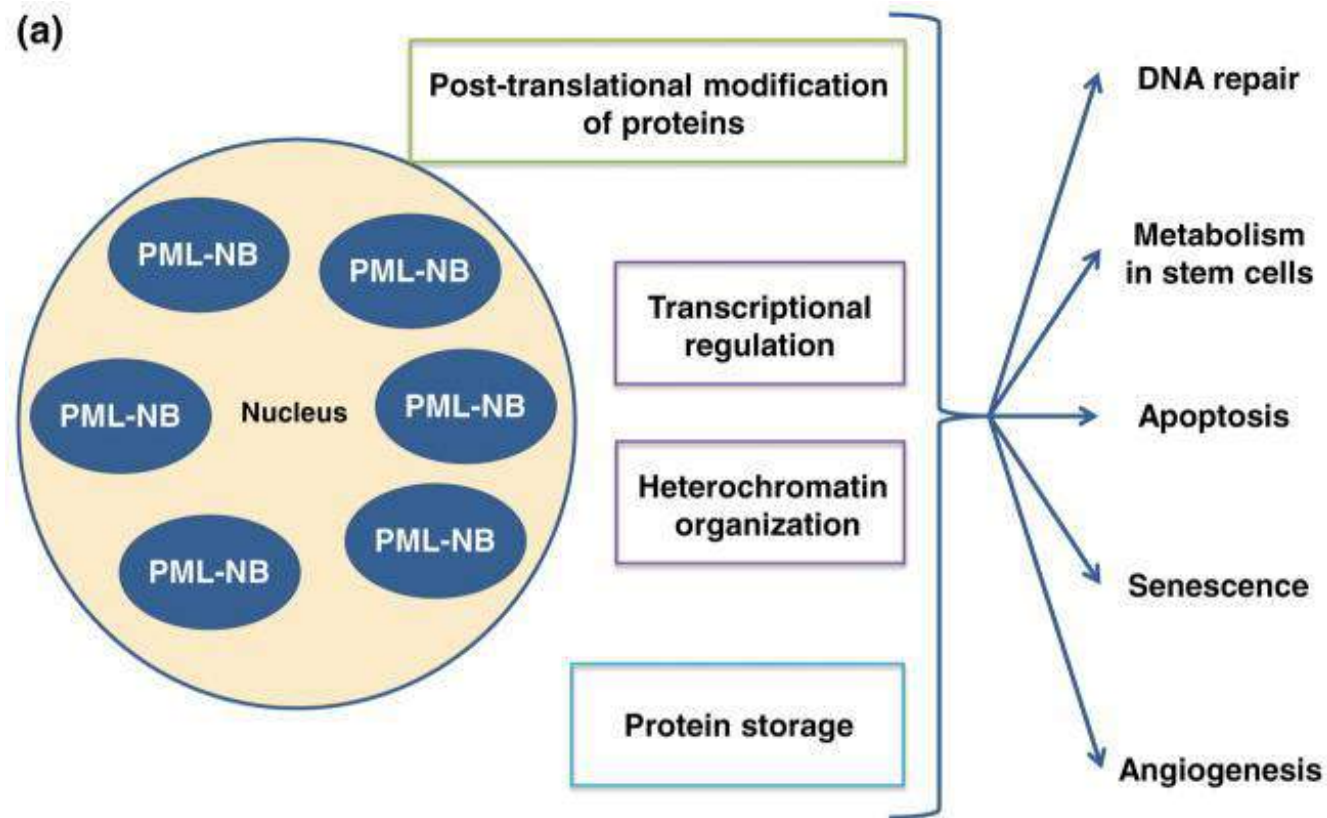 (a)
Post-translational modification
of proteins
PML-NB
PML-NB
PML-NB
Nucleus
PML-NB
PML-NB
PML-NB
Transcriptional
regulation
Heterochromatin
organization
Protein storage
DNA repair
Metabolism
in stem cells
Apoptosis
Senescence
Angiogenesis